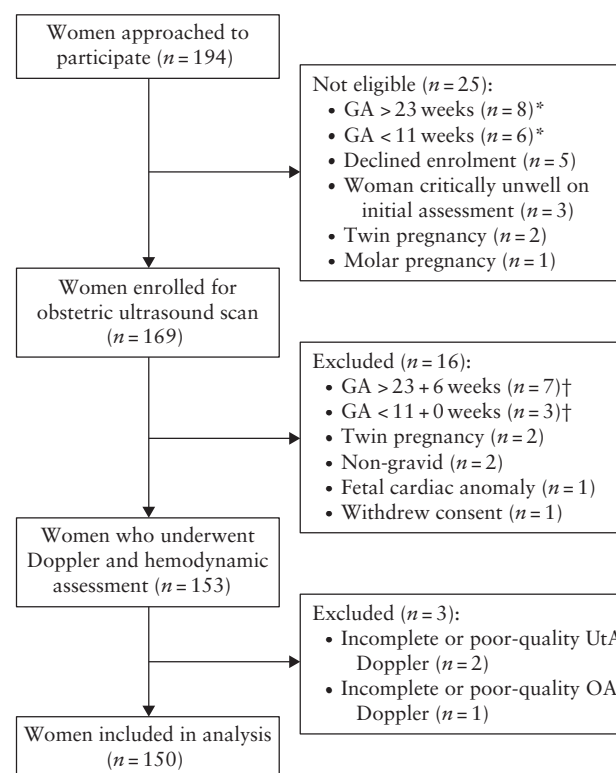 Women approached to
participate (n = 194)
Not eligible (n = 25):
• GA > 23 weeks (n = 8)*
• GA < 11 weeks (n = 6)*
• Declined enrolment (n = 5)
• Woman critically unwell on
initial assessment (n = 3)
• Twin pregnancy (n = 2)
• Molar pregnancy (n = 1)
Women enrolled for
obstetric ultrasound scan
(n = 169)
Excluded (n = 16):
• GA > 23 + 6 weeks (n = 7)†
• GA < 11 + 0 weeks (n = 3)†
• Twin pregnancy (n = 2)
• Non-gravid (n = 2)
• Fetal cardiac anomaly (n = 1)
• Withdrew consent (n = 1)
Women who underwent
Doppler and hemodynamic
assessment (n = 153)
Excluded (n = 3):
• Incomplete or poor-quality UtA
Doppler (n = 2)
• Incomplete or poor-quality OA
Doppler (n = 1)
Women included in analysis
(n = 150)